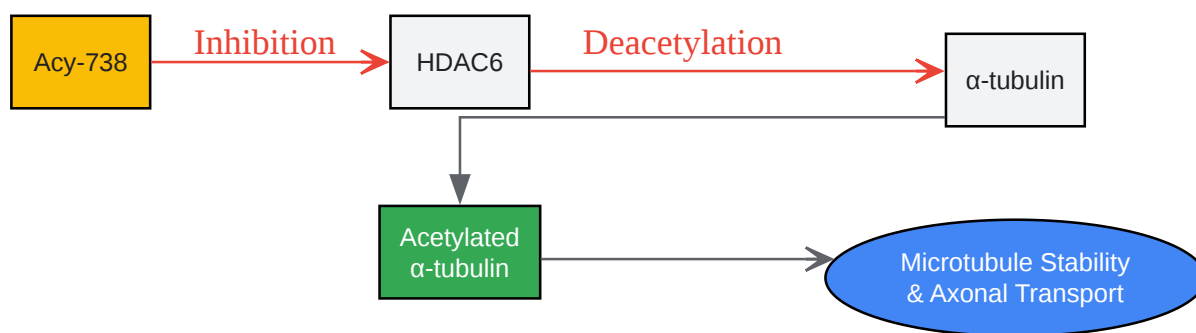 Acy-738
Inhibition
HDAC6
Deacetylation
α-tubulin
Acetylated
α-tubulin
Microtubule Stability
& Axonal Transport